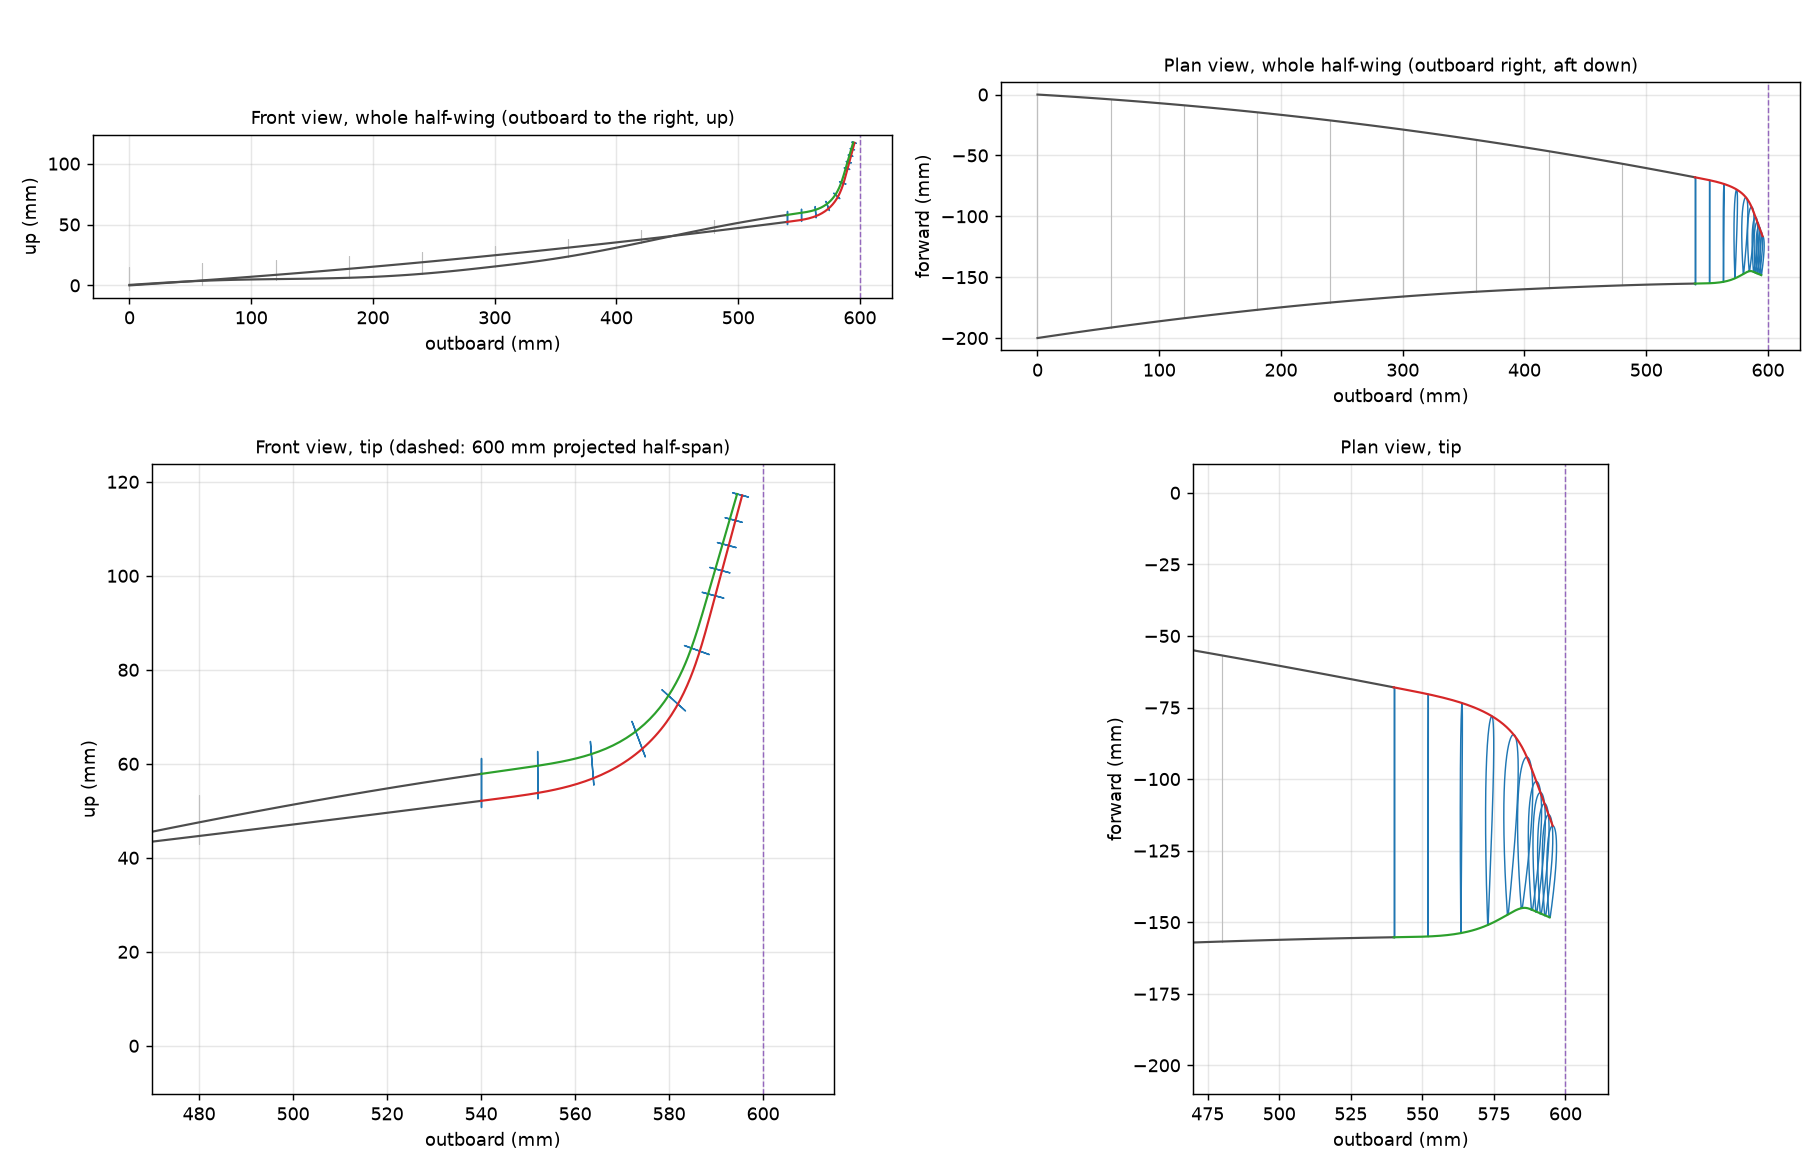 Front view, whole half-wing (outboard to the right, up)
up (mm)
100
50
0
0 100 200 300 400 500 600
outboard (mm)
Plan view, whole half-wing (outboard right, aft down)
forward (mm)
0
−50
−100
−150
−200
0 100 200 300 400 500 600
outboard (mm)
Front view, tip (dashed: 600 mm projected half-span)
up (mm)
120
100
80
60
40
20
0
480 500 520 540 560 580 600
outboard (mm)
Plan view, tip
forward (mm)
0
−25
−50
−75
−100
−125
−150
−175
−200
475 500 525 550 575 600
outboard (mm)